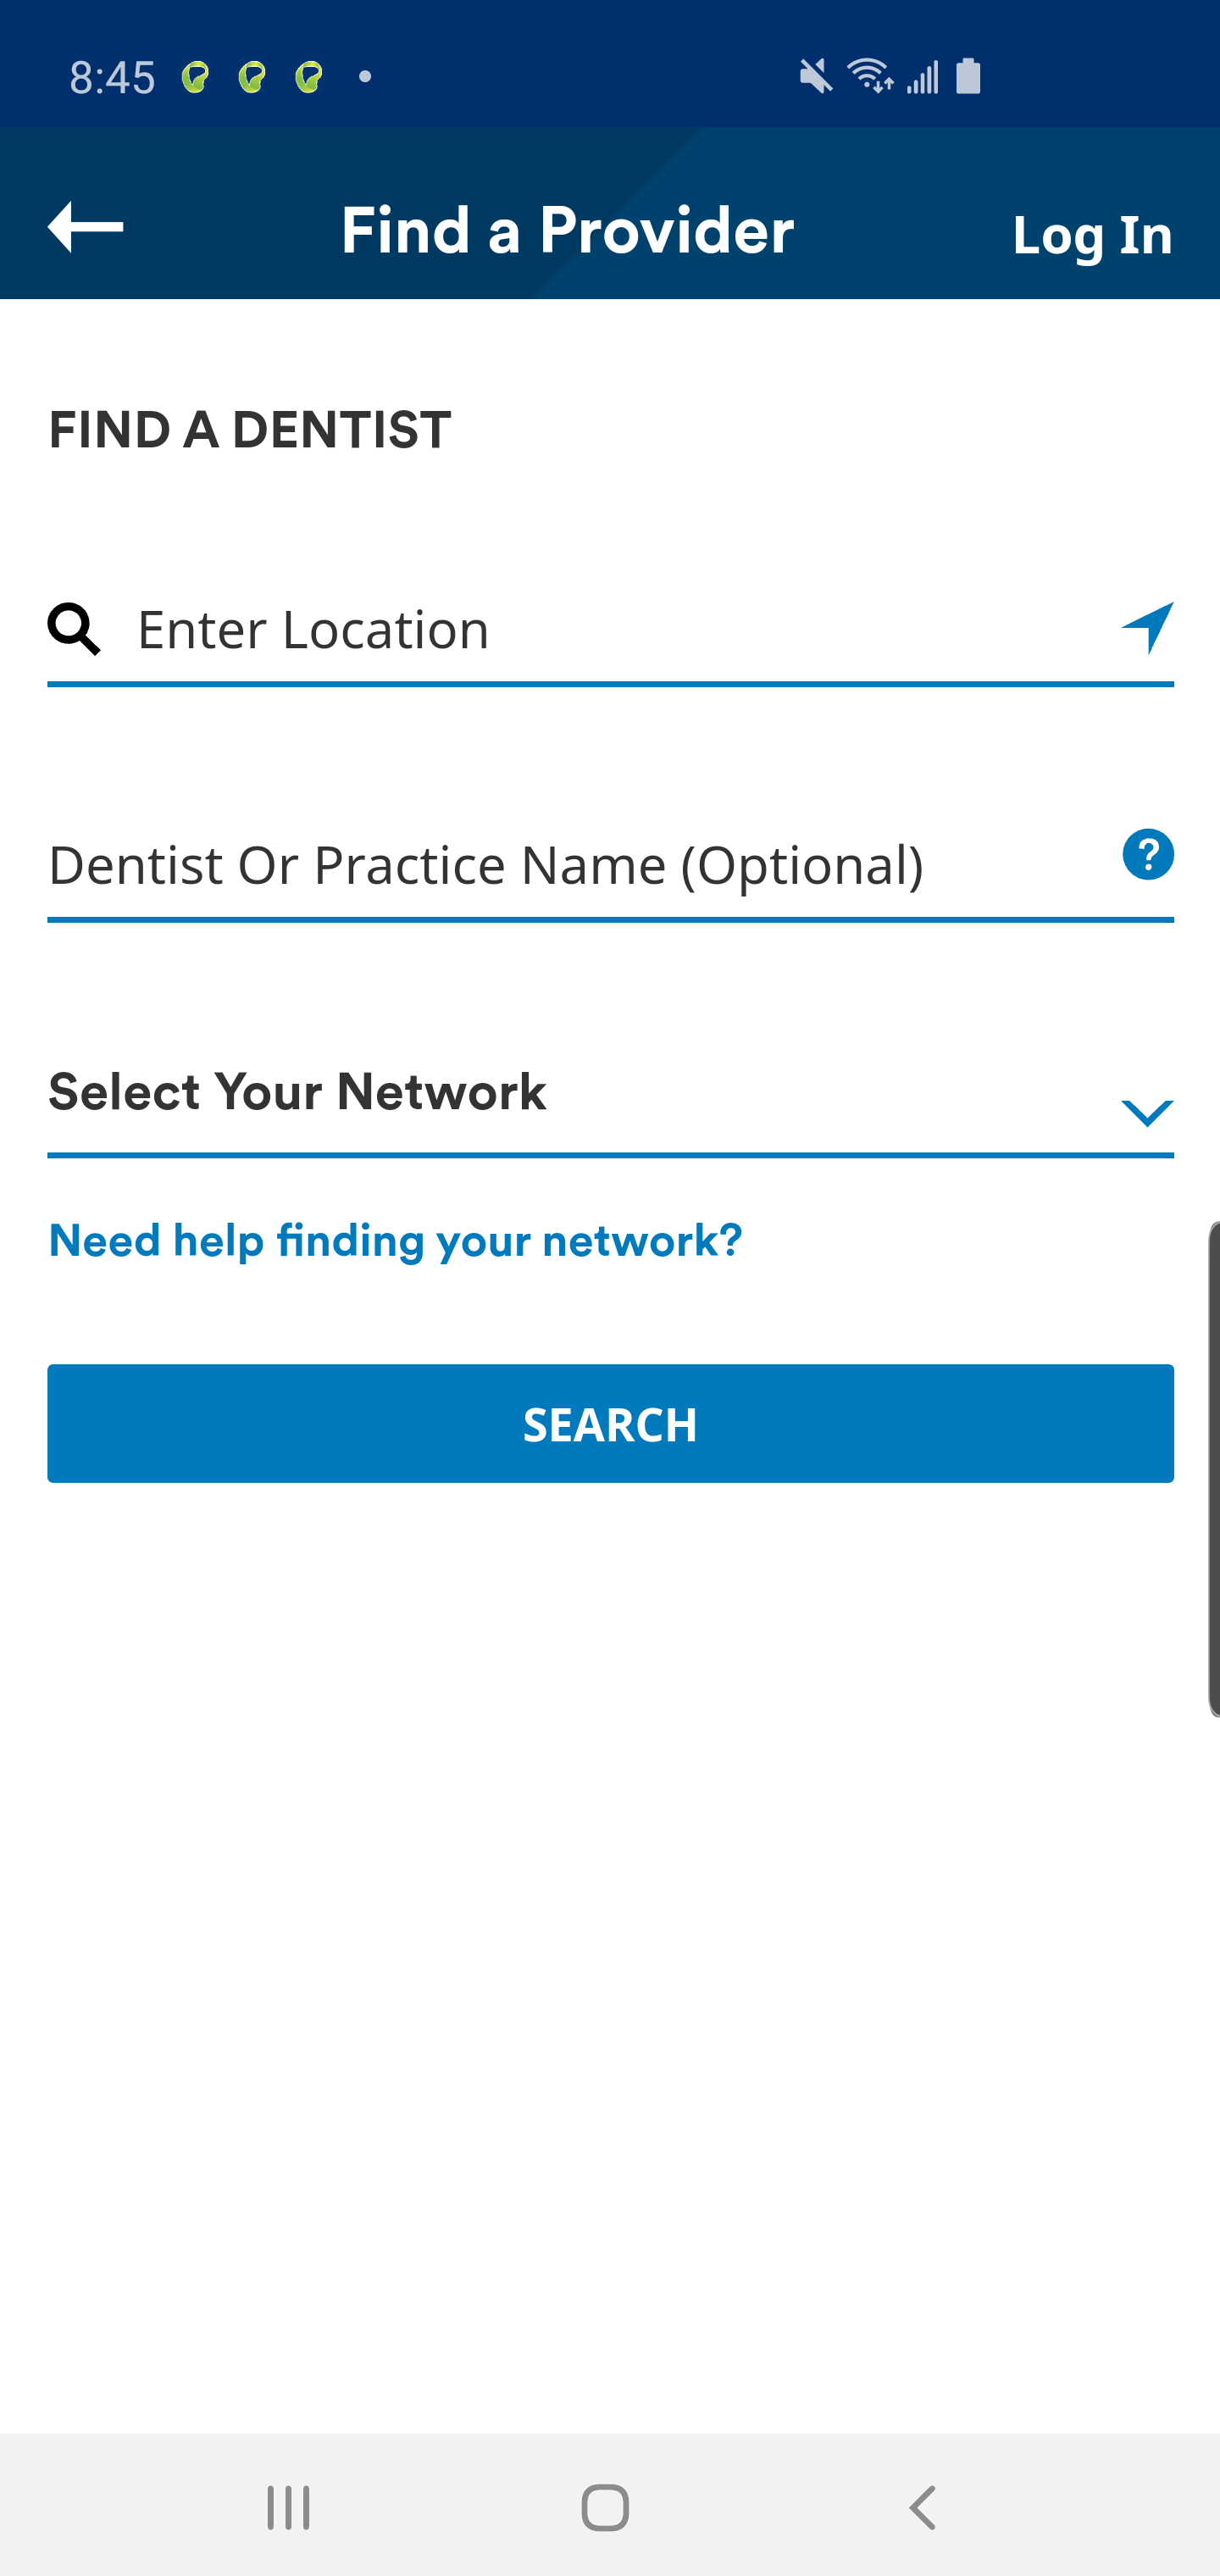 8:45
Find a Provider
Log In
FIND A DENTIST
Enter Location
Dentist Or Practice Name (Optional)
?
Select Your Network
Need help finding your network?
SEARCH